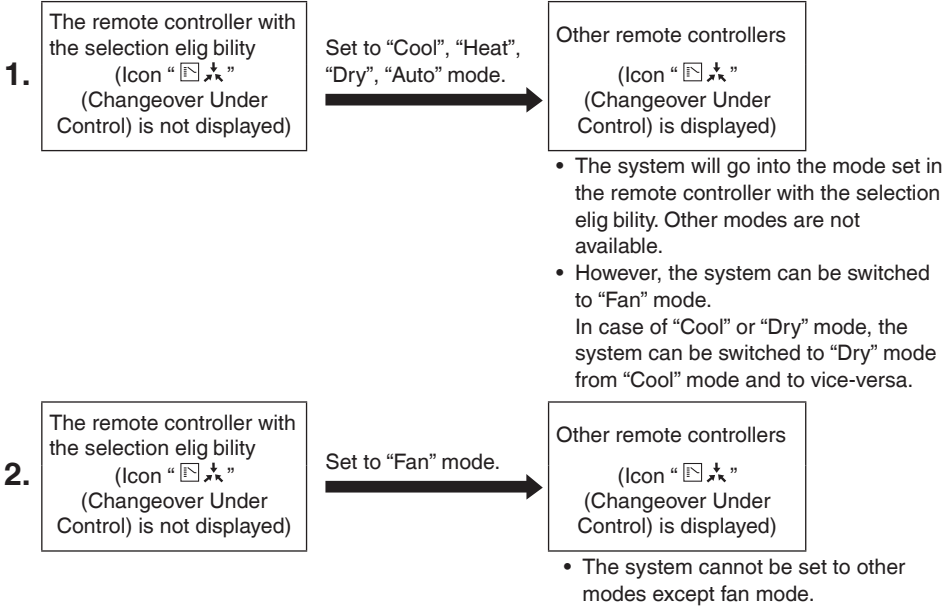 1.
The remote controller with
the selection elig bility
(Icon “ ”
(Changeover Under
Control) is not displayed)
Set to “Cool”, “Heat”,
“Dry”, “Auto” mode.
Other remote controllers
(Icon “ ”
(Changeover Under
Control) is displayed)
• The system will go into the mode set in
the remote controller with the selection
elig bility. Other modes are not
available.
• However, the system can be switched
to “Fan” mode.
In case of “Cool” or “Dry” mode, the
system can be switched to “Dry” mode
from “Cool” mode and to vice-versa.
2.
The remote controller with
the selection elig bility
(Icon “ ”
(Changeover Under
Control) is not displayed)
Set to “Fan” mode.
Other remote controllers
(Icon “ ”
(Changeover Under
Control) is displayed)
• The system cannot be set to other
modes except fan mode.